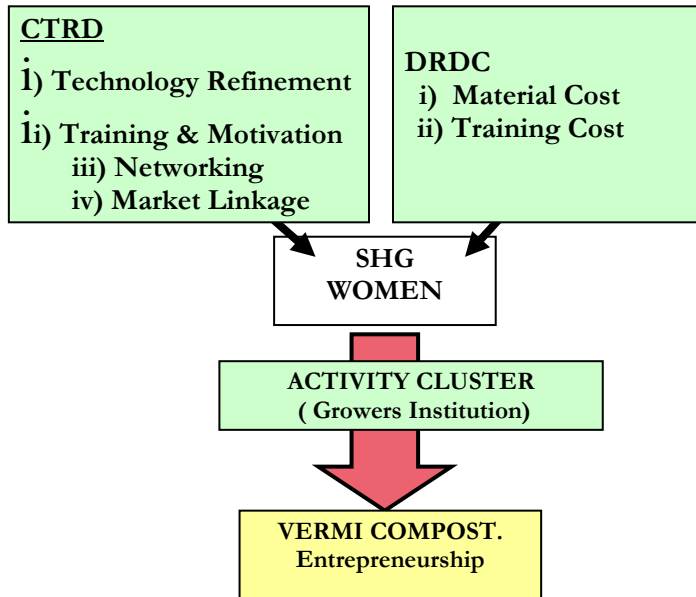 CTRD
i) Technology Refinement
ii) Training & Motivation
iii) Networking
iv) Market Linkage
DRDC
i) Material Cost
ii) Training Cost
SHG
WOMEN
ACTIVITY CLUSTER
( Growers Institution)
VERMI COMPOST.
Entrepreneurship